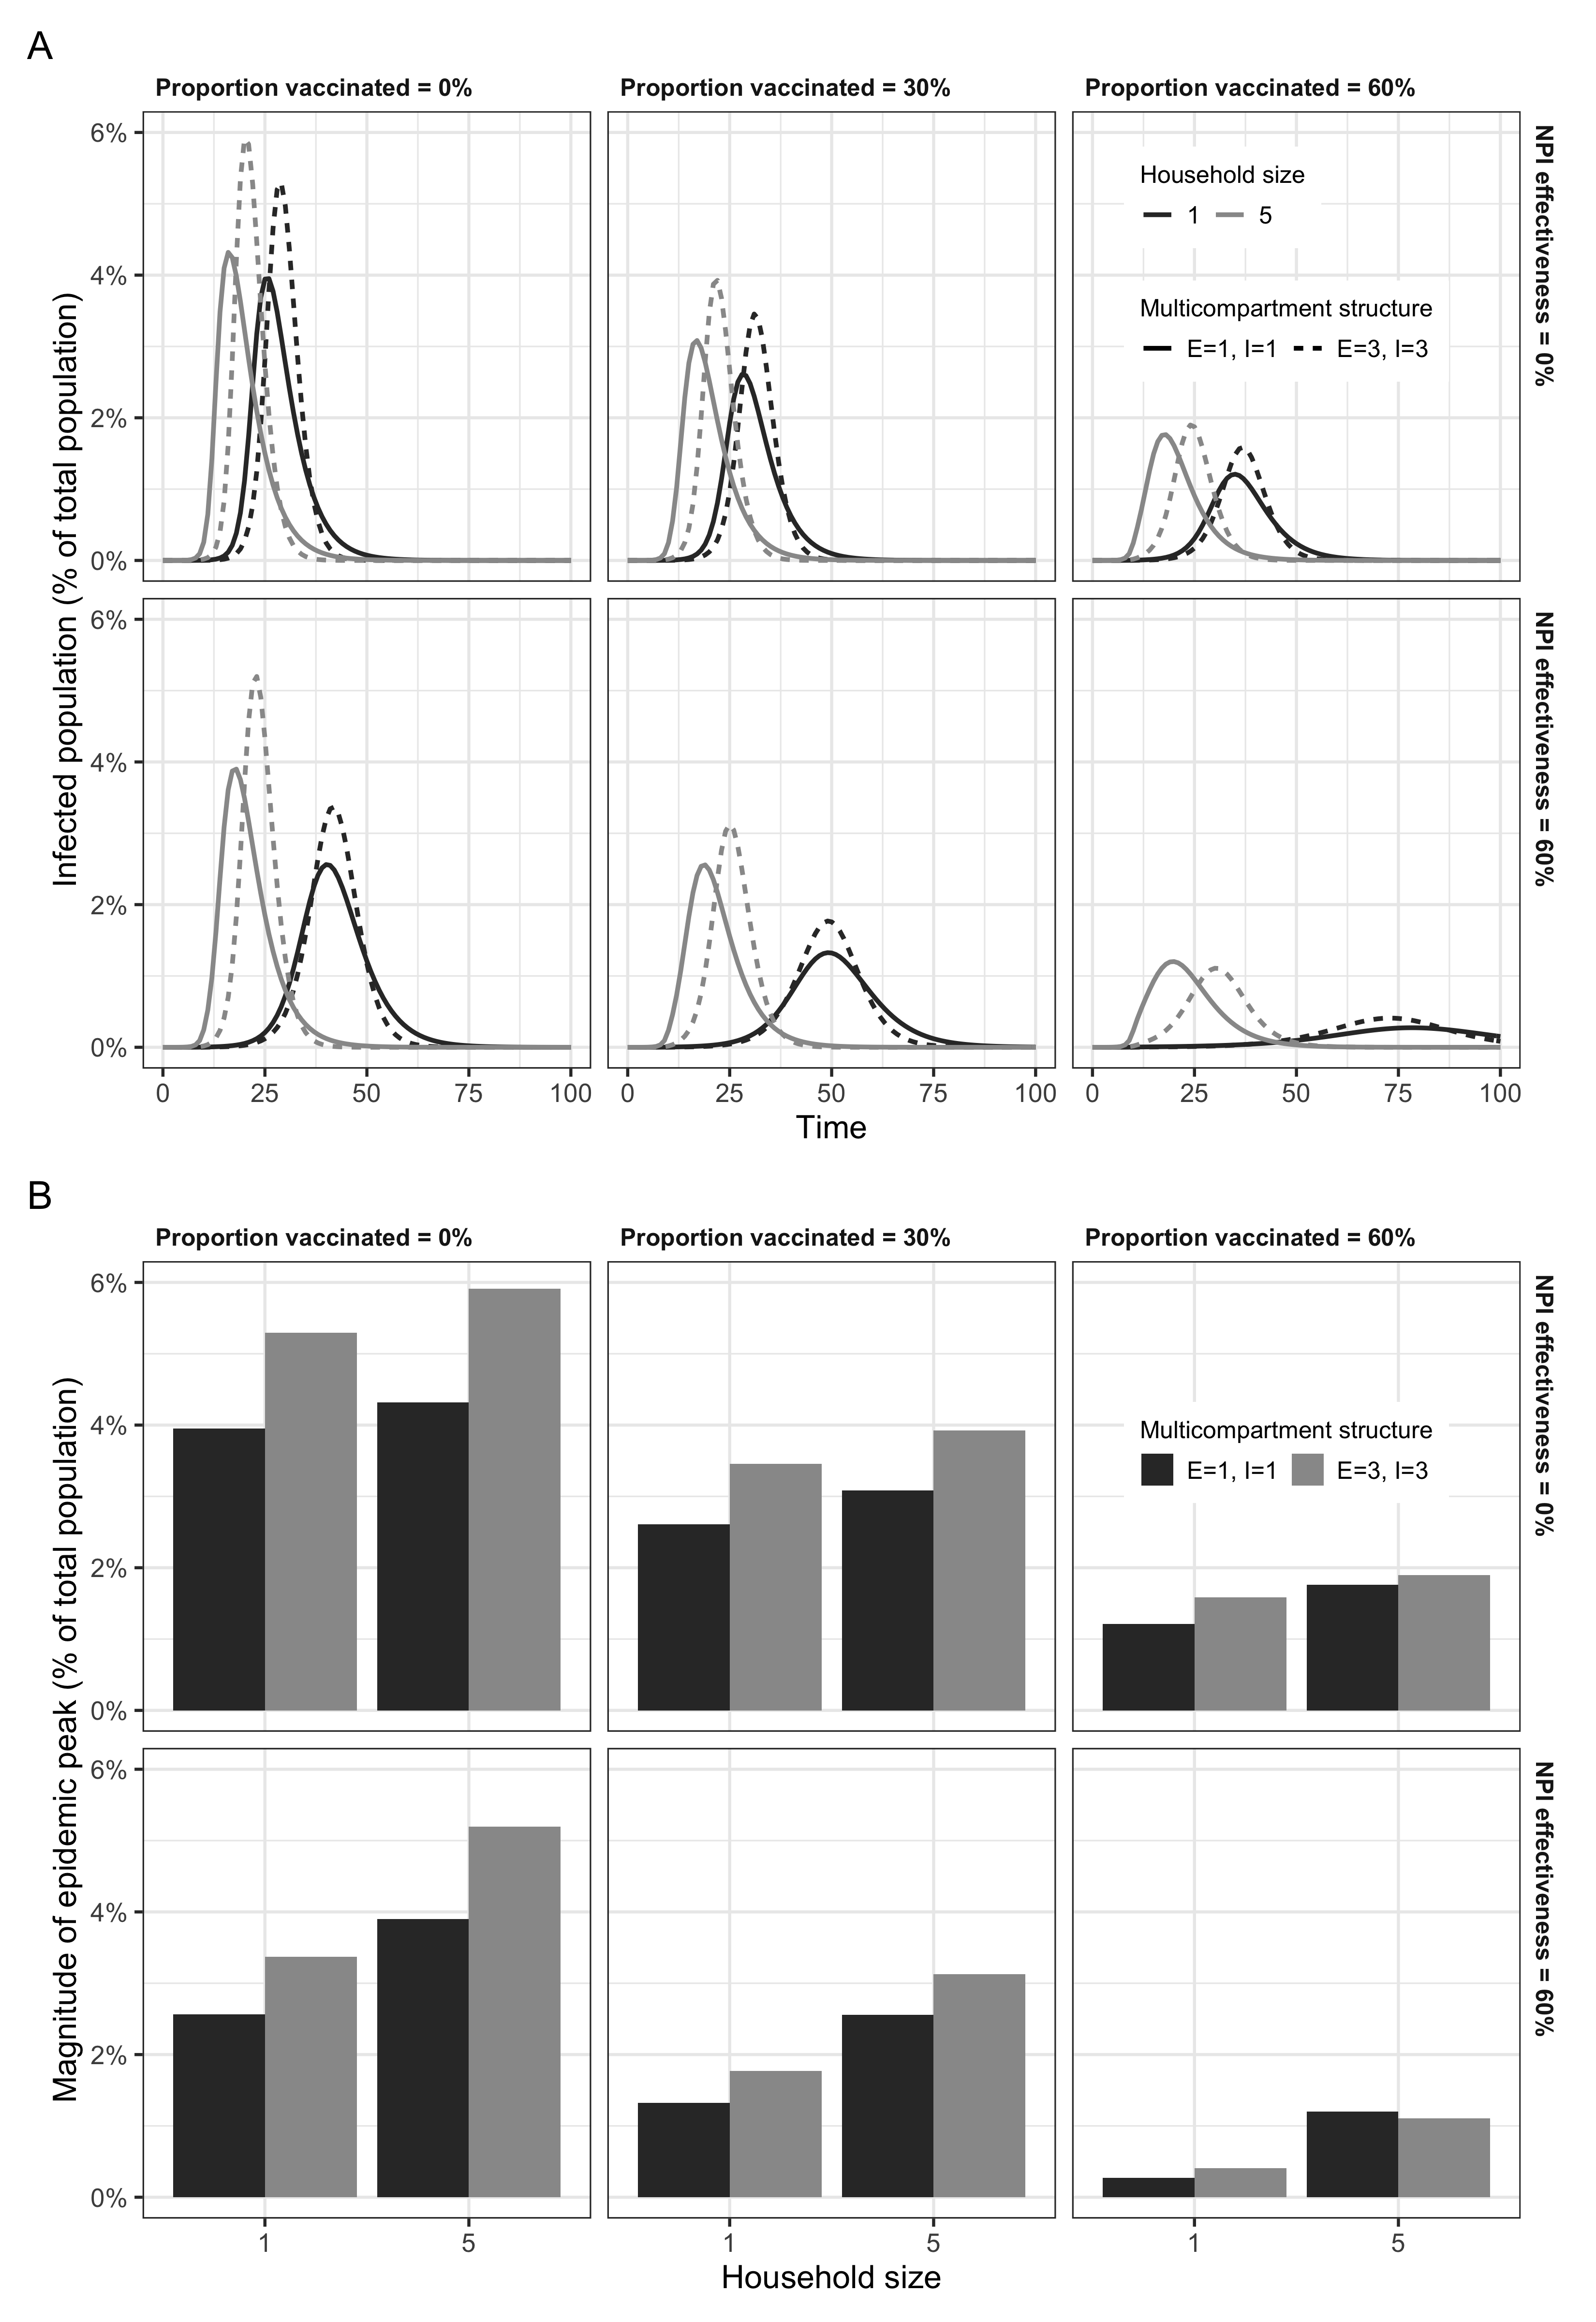 A
Proportion vaccinated = 0%
Proportion vaccinated = 30%
Proportion vaccinated = 60%
Infected population (% of total population)
6%
4%
2%
0%
Household size
1 5
Multicompartment structure
E=1, I=1 E=3, I=3
NPI effectiveness = 0%
6%
4%
2%
0%
NPI effectiveness = 60%
0 25 50 75 100
0 25 50 75 100
0 25 50 75 100
Time
B
Proportion vaccinated = 0%
Proportion vaccinated = 30%
Proportion vaccinated = 60%
Magnitude of epidemic peak (% of total population)
6%
4%
2%
0%
Multicompartment structure
E=1, I=1 E=3, I=3
NPI effectiveness = 0%
6%
4%
2%
0%
NPI effectiveness = 60%
1 5
1 5
1 5
Household size